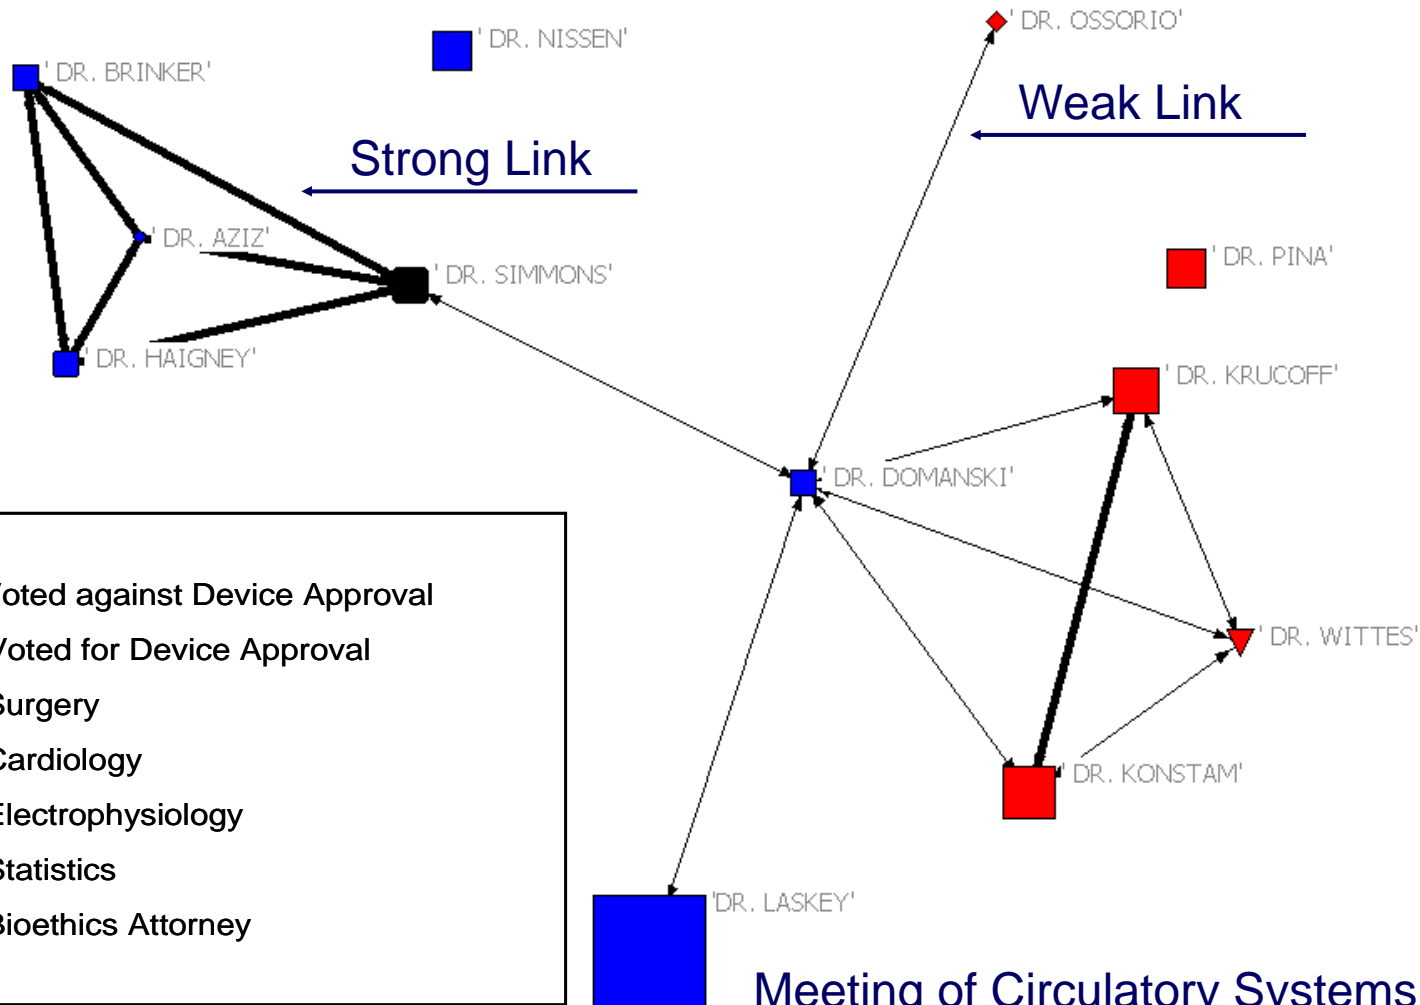 ' DR. OSSORIO'
' DR. NISSEN'
' DR. BRINKER'
Weak Link
Strong Link
' DR. AZIZ'
' DR. PINA'
' DR. SIMMONS'
' DR. HAIGNEY'
' DR. KRUCOFF'
' DR. DOMANSKI'
oted against Device Approval
Voted for Device Approval
' DR. WITTES'
Surgery
Cardiology
' DR. KONSTAM'
Electrophysiology
Statistics
'DR. LASKEY'
Bioethics Attorney
Meeting of Circulatory Systems